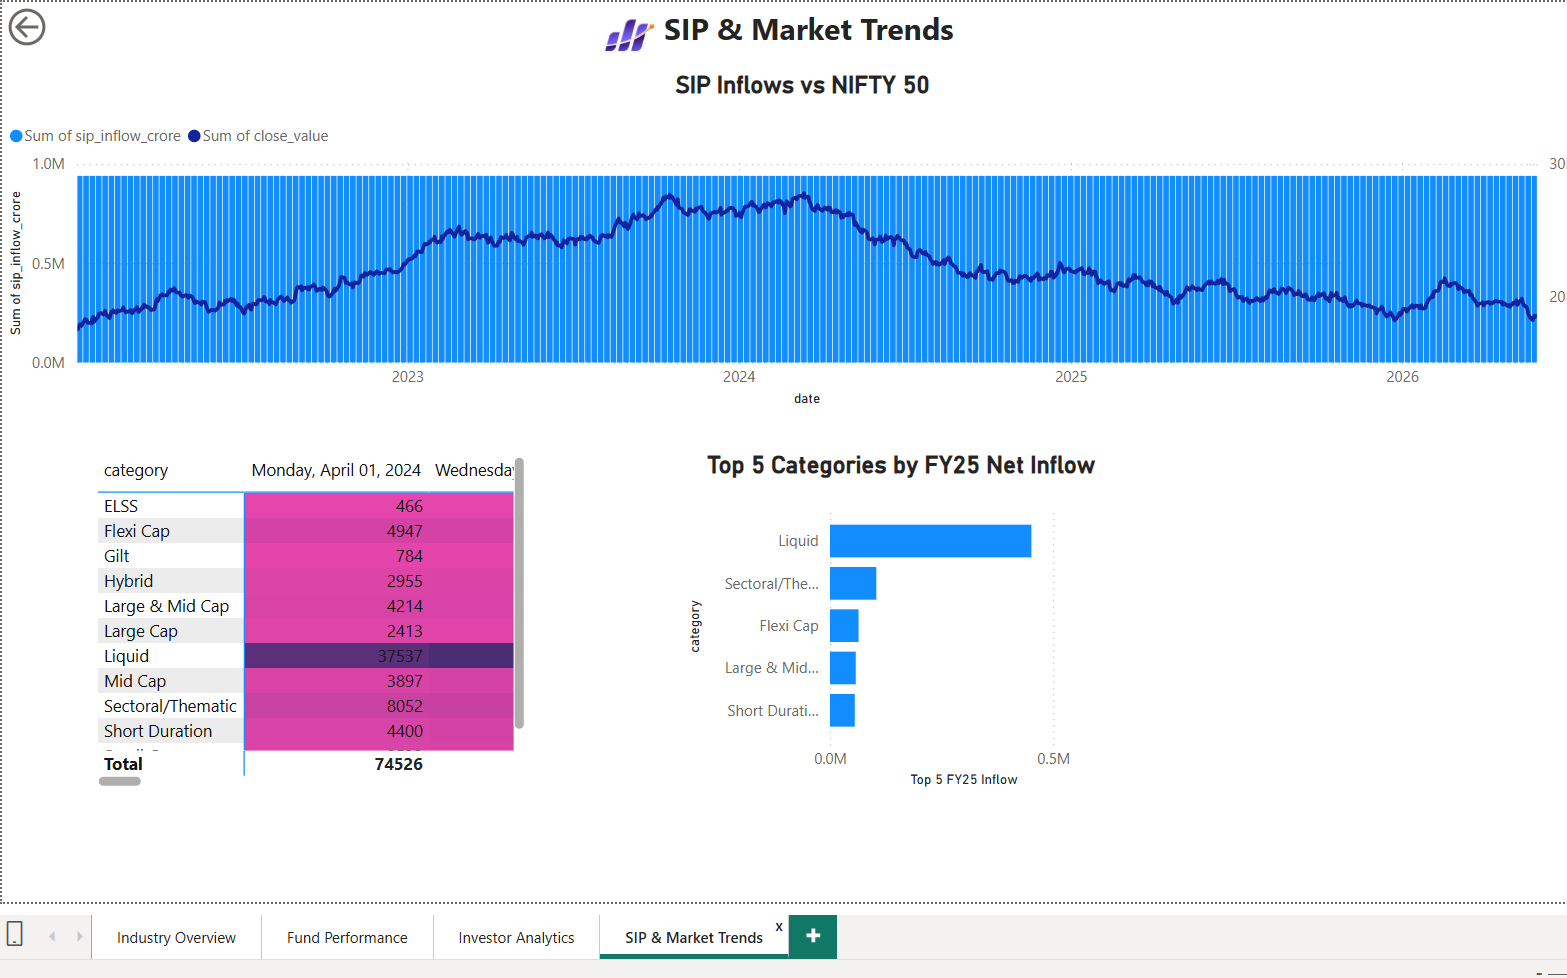 SIP & Market Trends
SIP Inflows vs NIFTY 50
Sum of sip_inflow_crore Sum of close_value
1.0M
0.5M
0.0M
Sum of sip_inflow_crore
30
20
2023 2024 2025 2026
date
category Monday, April 01, 2024 Wednesday
ELSS 466
Flexi Cap 4947
Gilt 784
Hybrid 2955
Large & Mid Cap 4214
Large Cap 2413
Liquid 37537
Mid Cap 3897
Sectoral/Thematic 8052
Short Duration 4400
Total 74526
Top 5 Categories by FY25 Net Inflow
category
Liquid
Sectoral/The...
Flexi Cap
Large & Mid...
Short Durati...
0.0M 0.5M
Top 5 FY25 Inflow
Industry Overview Fund Performance Investor Analytics SIP & Market Trends x +